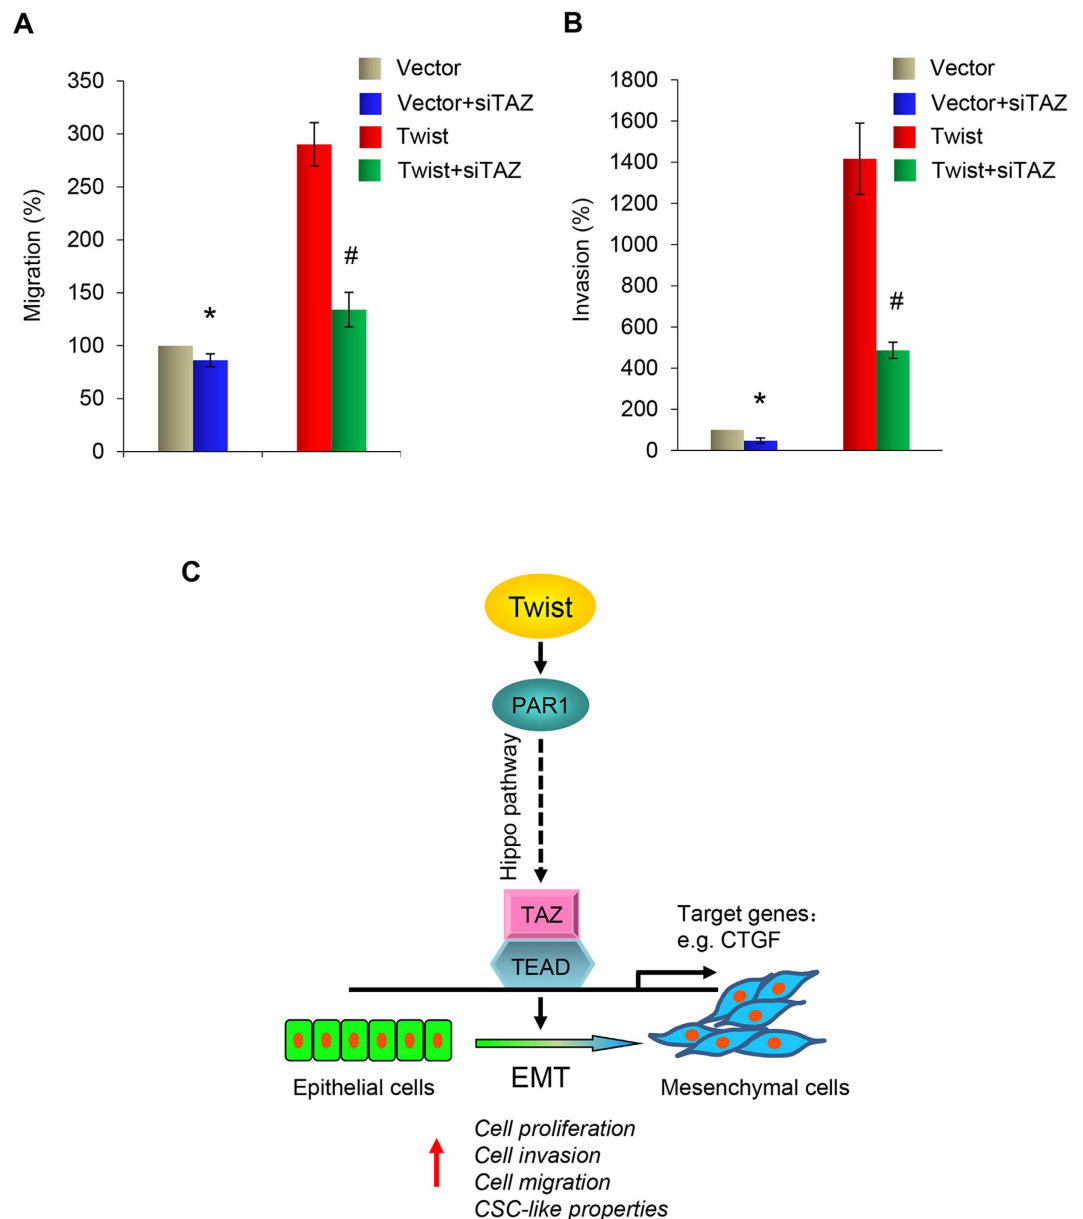 A
Migration (%)
350
300
250
200
150
100
50
0
*
#
Vector
Vector+siTAZ
Twist
Twist+siTAZ
B
Invasion (%)
1800
1600
1400
1200
1000
800
600
400
200
0
*
#
Vector
Vector+siTAZ
Twist
Twist+siTAZ
C
Twist
PAR1
Hippo pathway
TAZ
TEAD
Target genes:
e.g. CTGF
Epithelial cells
EMT
Mesenchymal cells
Cell proliferation
Cell invasion
Cell migration
CSC-like properties